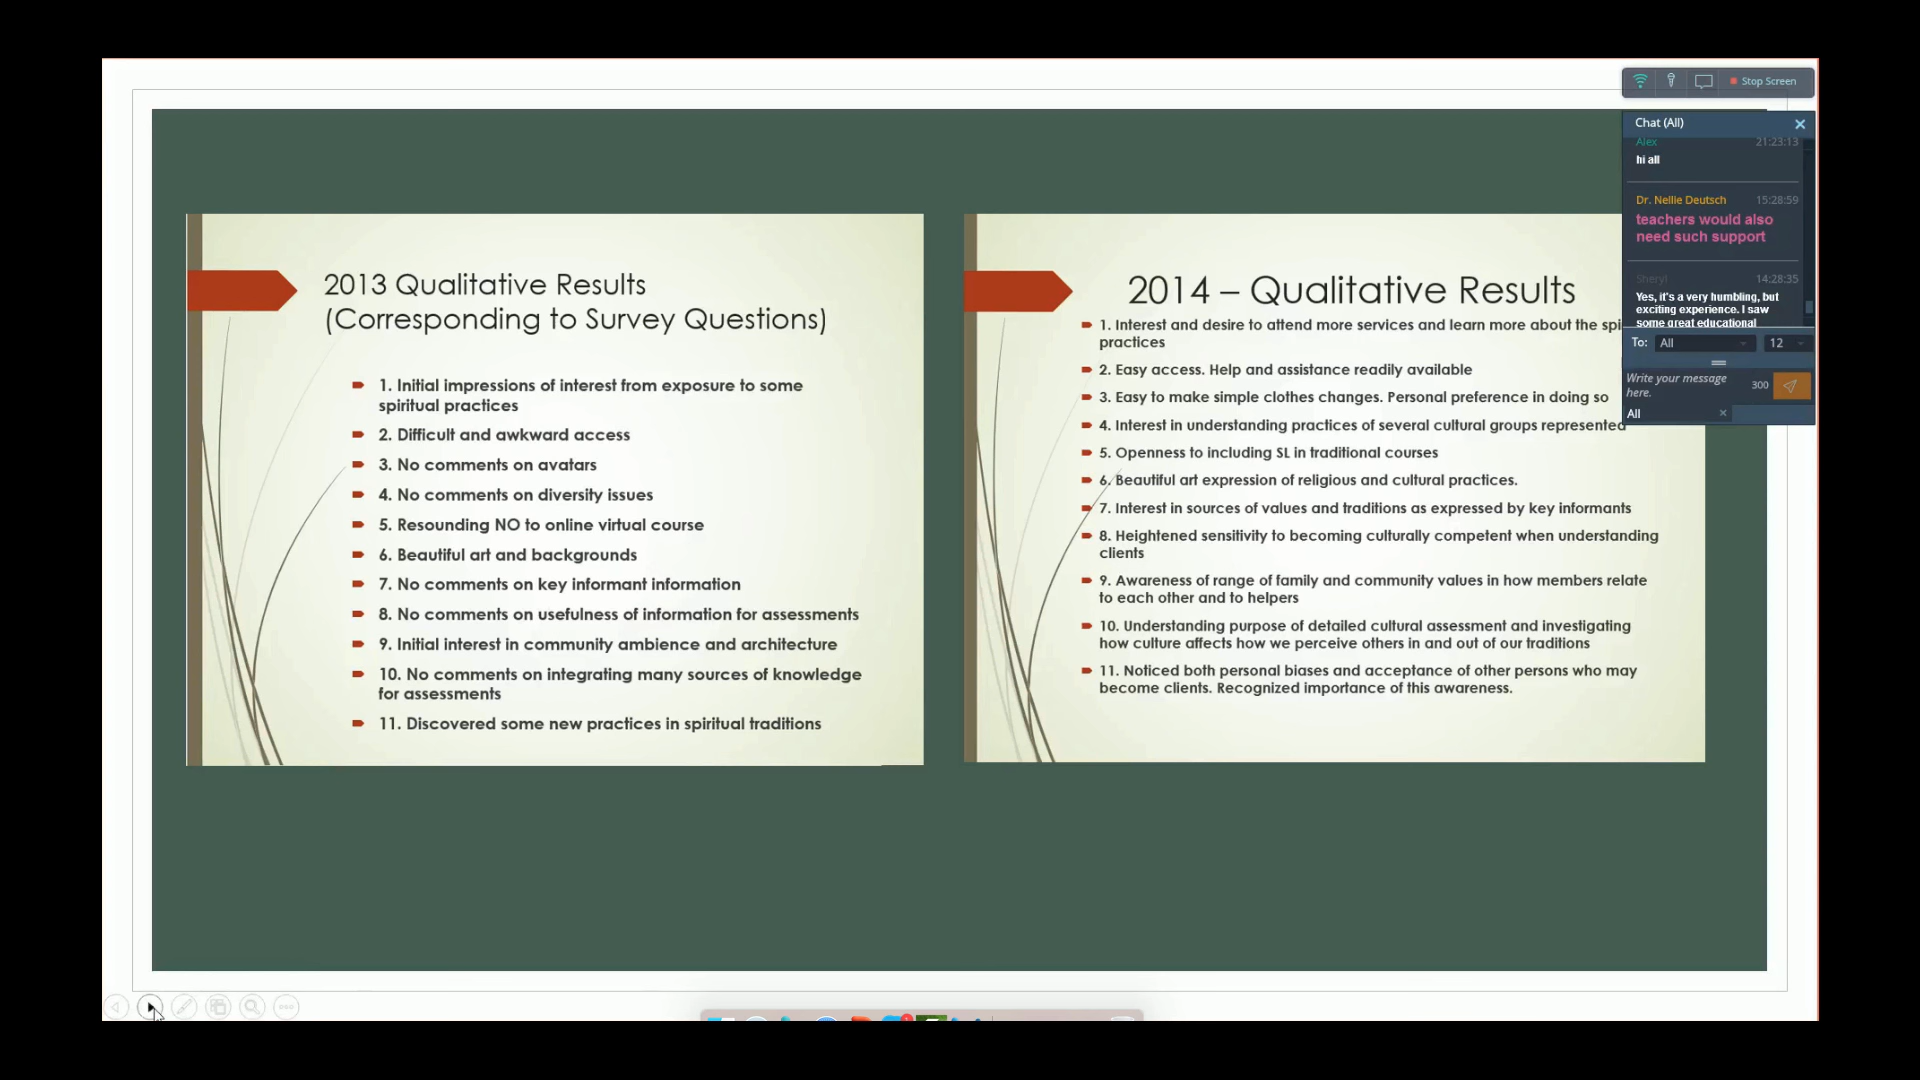 2013 Qualitative Results
(Corresponding to Survey Questions)
1. Initial impressions of interest from exposure to some
spiritual practices
2. Difficult and awkward access
3. No comments on avatars
4. No comments on diversity issues
5. Resounding NO to online virtual course
6. Beautiful art and backgrounds
7. No comments on key informant information
8. No comments on usefulness of information for assessments
9. Initial interest in community ambience and architecture
10. No comments on integrating many sources of knowledge
for assessments
11. Discovered some new practices in spiritual traditions
2014 – Qualitative Results
1. Interest and desire to attend more services and learn more about the
practices
2. Easy access. Help and assistance readily available
3. Easy to make simple clothes changes. Personal preference in doing so
4. Interest in understanding practices of several cultural groups represented
5. Openness to including SL in traditional courses
6. Beautiful art expression of religious and cultural practices.
7. Interest in sources of values and traditions as expressed by key informants
8. Heightened sensitivity to becoming culturally competent when understanding
clients
9. Awareness of range of family and community values in how members relate
to each other and to helpers
10. Understanding purpose of detailed cultural assessment and investigating
how culture affects how we perceive others in and out of our traditions
11. Noticed both personal biases and acceptance of other persons who may
become clients. Recognized importance of this awareness.
Stop Screen
Chat (All)
Alex 21:23:13
hi all
Dr. Nellie Deutsch 15:28:59
teachers would also
need such support
Sheryl 14:28:35
Yes, it's a very humbling, but
exciting experience. I saw
some great educational
To: All 12
Write your message
here.
300
All